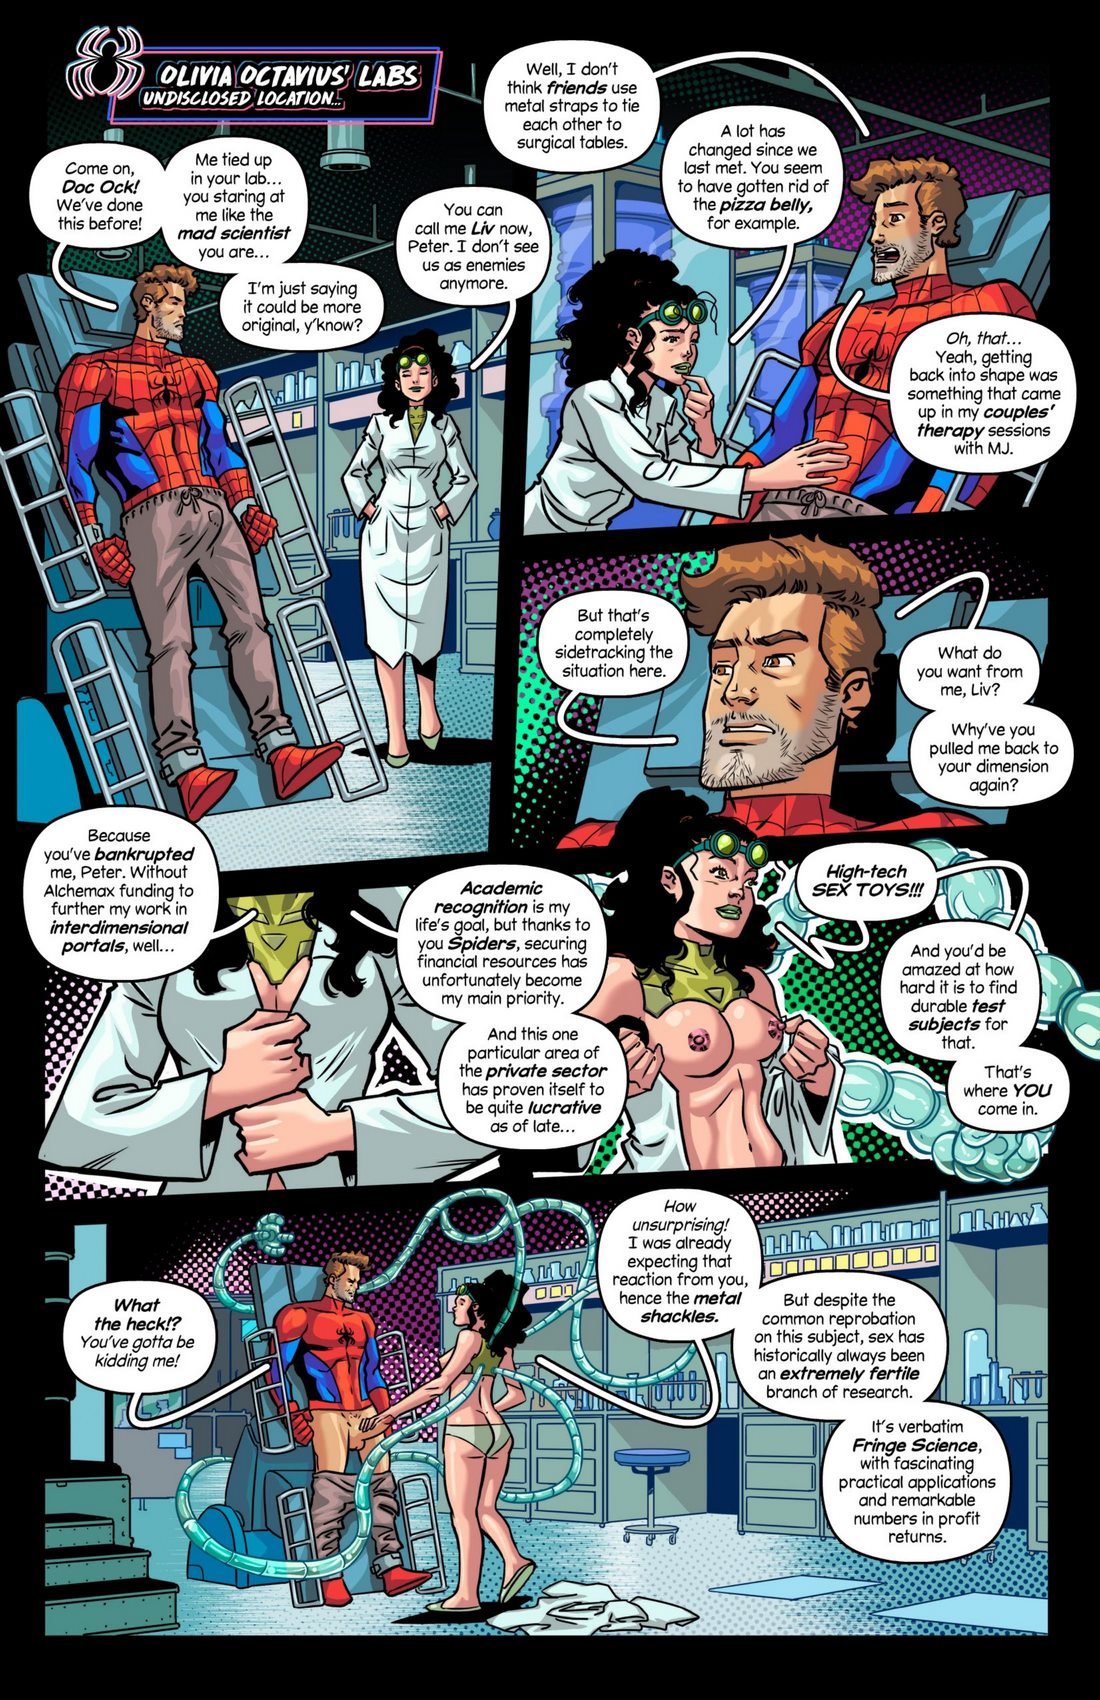 OLIVIA OCTAVIUS' LABS
UNDISCLOSED LOCATION...
Come on,
Doc Ock!
We've done
this before!
Me tied up
in your lab...
you staring at
me like the
mad scientist
you are...
I'm just saying
it could be more
original, y'know?
You can
call me Liv now,
Peter. I don't see
us as enemies
anymore.
Well, I don't
think friends use
metal straps to tie
each other to
surgical tables.
A lot has
changed since we
last met. You seem
to have gotten rid of
the pizza belly,
for example.
Oh, that...
Yeah, getting
back into shape was
something that came
up in my couples'
therapy sessions
with MJ.
But that's
completely
sidetracking the
situation here.
What do
you want from
me, Liv?
Why've you
pulled me back to
your dimension
again?
Because
you've bankrupted
me, Peter. Without
Alchemax funding to
further my work in
interdimensional
portals, well...
Academic
recognition is my
life's goal, but thanks to
you Spiders, securing
financial resources has
unfortunately become
my main priority.
And this one
particular area of
the private sector
has proven itself to
be quite lucrative
as of late...
High-tech
SEX TOYS!!!
And you'd be
amazed at how
hard it is to find
durable test
subjects for
that.
That's
where YOU
come in.
What
the heck!?
You've gotta be
kidding me!
How
unsurprising!
I was already
expecting that
reaction from you,
hence the metal
shackles.
But despite the
common reprobation
on this subject, sex has
historically always been
an extremely fertile
branch of research.
It's verbatim
Fringe Science,
with fascinating
practical applications
and remarkable
numbers in profit
returns.